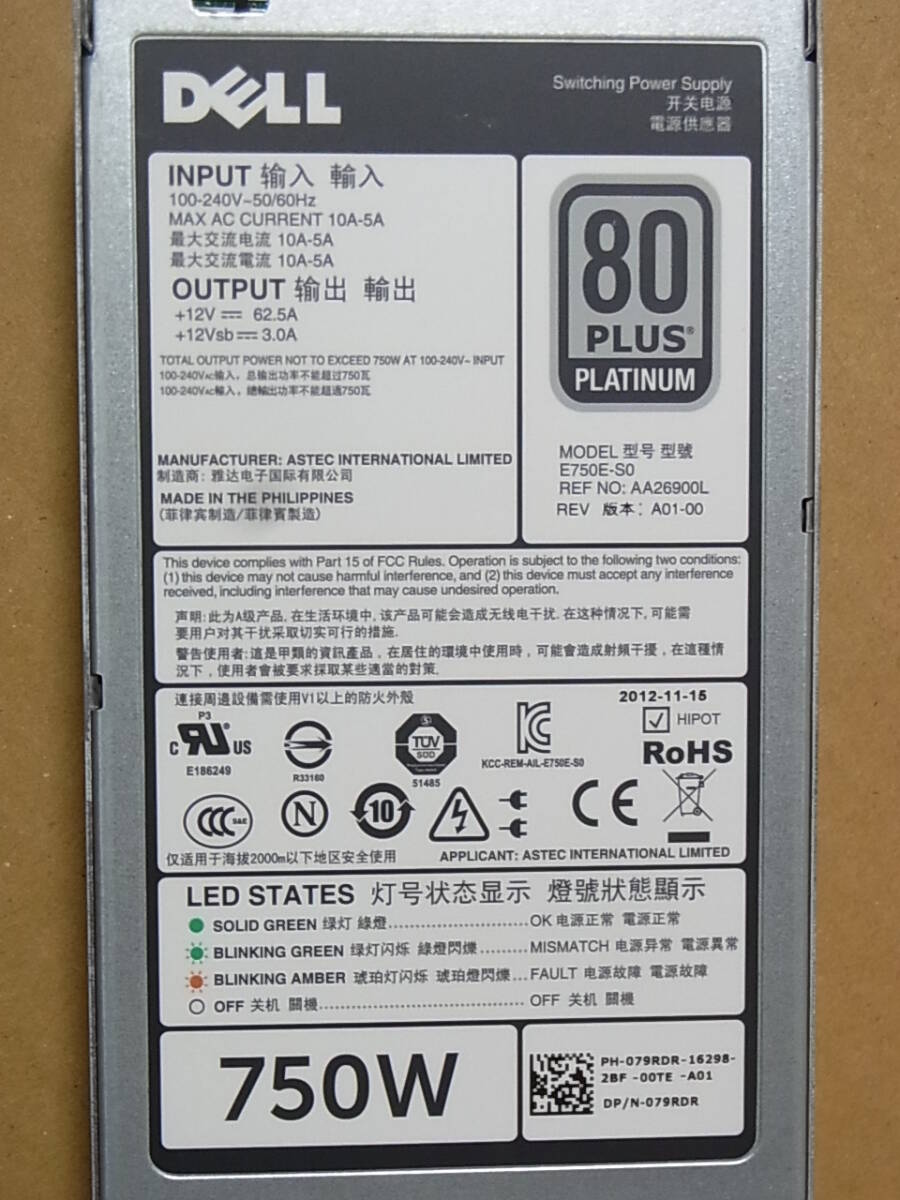 DELL
Switching Power Supply
开关电源
電源供應器
INPUT 输入 輸入
100-240V~50/60Hz
MAX AC CURRENT 10A-5A
最大交流电流 10A-5A
最大交流電流 10A-5A
OUTPUT 输出 輸出
+12V ⎓ 62.5A
+12Vsb ⎓ 3.0A
TOTAL OUTPUT POWER NOT TO EXCEED 750W AT 100-240V~ INPUT
100-240VAC输入，总输出功率不能超过750瓦
100-240VAC輸入，總輸出功率不能超過750瓦
MANUFACTURER: ASTEC INTERNATIONAL LIMITED
制造商: 雅达电子国际有限公司
MADE IN THE PHILIPPINES
(菲律宾制造/菲律賓製造)
80
PLUS®
PLATINUM
MODEL 型号 型號
E750E-S0
REF NO: AA26900L
REV 版本: A01-00
This device complies with Part 15 of FCC Rules. Operation is subject to the following two conditions:
(1) this device may not cause harmful interference, and (2) this device must accept any interference
received, including interference that may cause undesired operation.
声明:此为A级产品, 在生活环境中, 该产品可能会造成无线电干扰. 在这种情况下, 可能需
要用户对其干扰采取切实可行的措施.
警告使用者: 這是甲類的資訊產品，在居住的環境中使用時，可能會造成射頻干擾，在這種情
況下，使用者會被要求採取某些適當的對策.
連接周邊設備需使用V1以上的防火外殼
2012-11-15
HIPOT
P3
c RU® US
E186249
R33160
S
TÜV
SÜD
51485
KCC-REM-AIL-E750E-S0
RoHS
CCC S&E
N
10
CE
仅适用于海拔2000m以下地区安全使用
APPLICANT: ASTEC INTERNATIONAL LIMITED
LED STATES 灯号状态显示 燈號狀態顯示
SOLID GREEN 绿灯 綠燈..........................OK 电源正常 電源正常
BLINKING GREEN 绿灯闪烁 綠燈閃爍.........MISMATCH 电源异常 電源異常
BLINKING AMBER 琥珀灯闪烁 琥珀燈閃爍...FAULT 电源故障 電源故障
OFF 关机 關機......................................OFF 关机 關機
750W
PH-079RDR-16298-
2BF -00TE -A01
DP/N-079RDR